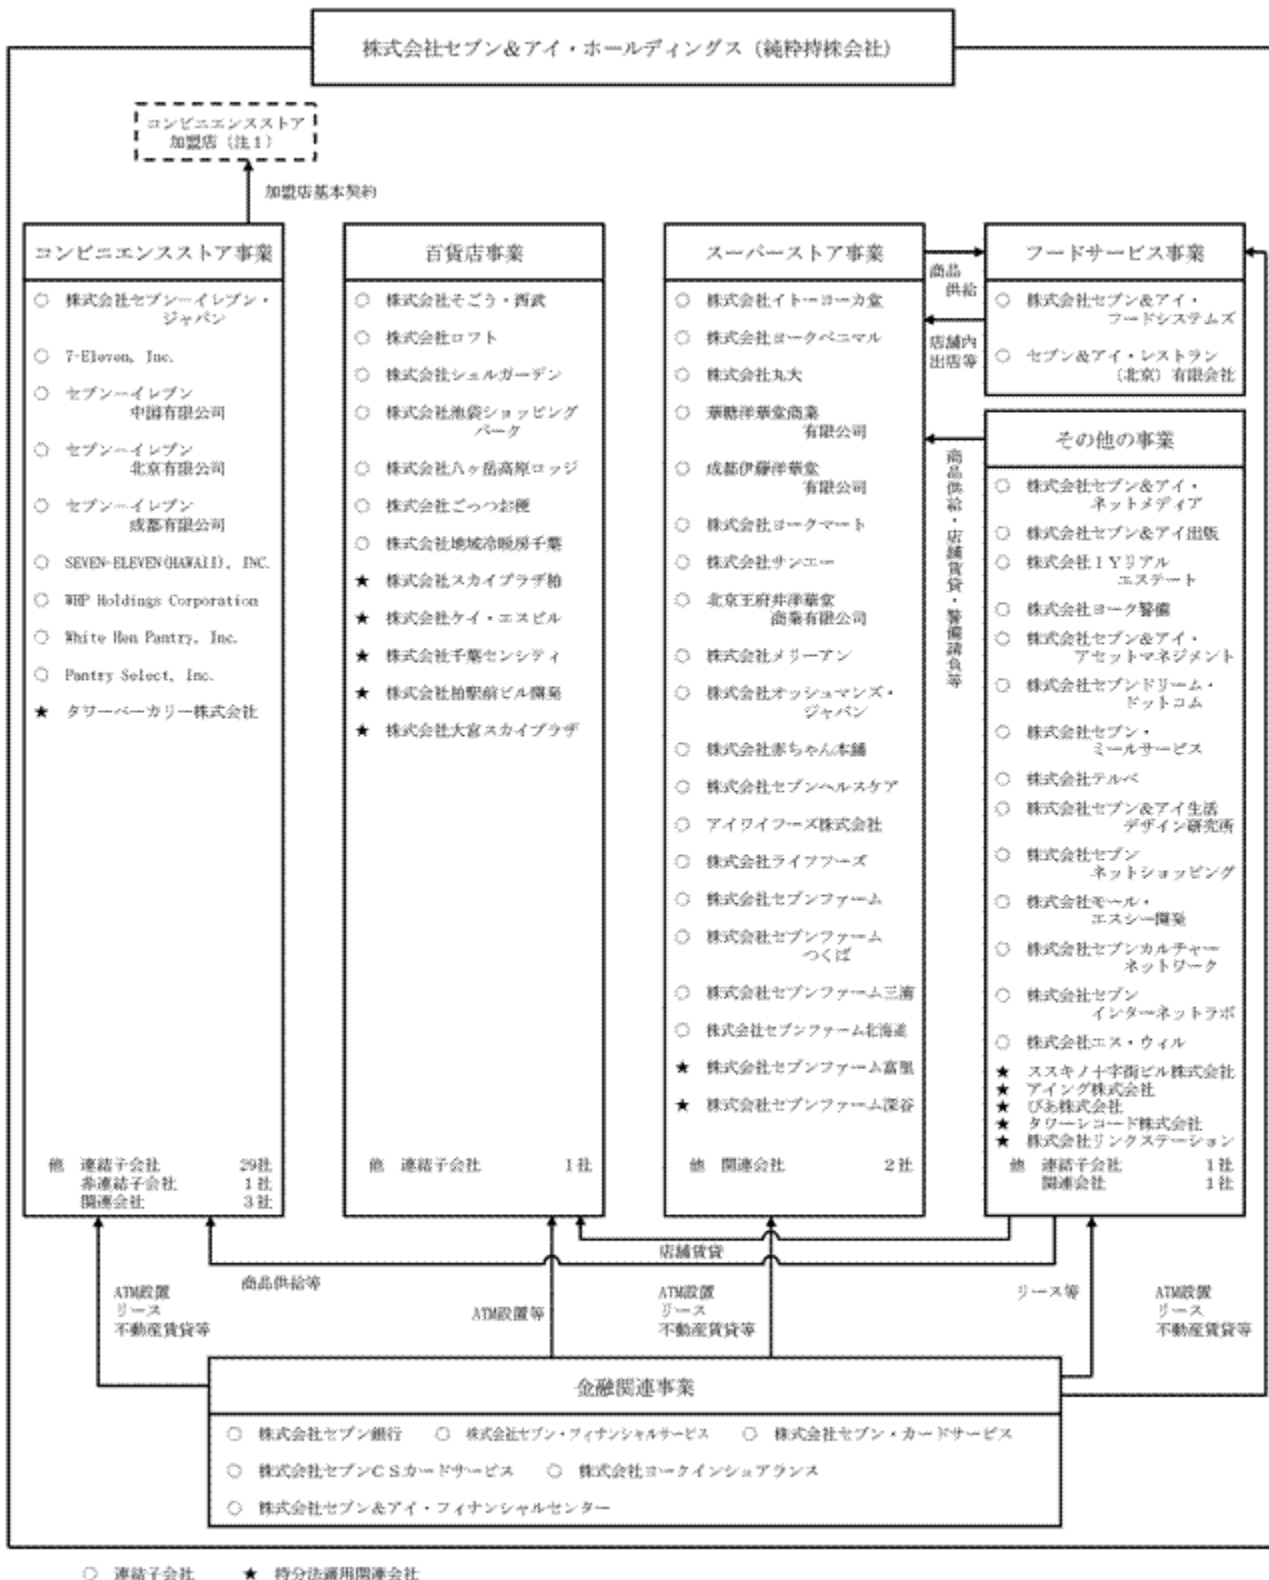 株式会社セブン&アイ・ホールディングス（純粋持株会社）
コンビニエンスストア
加盟店（注１）
加盟店基本契約
コンビニエンスストア事業
○ 株式会社セブン－イレブン・
ジャパン
○ 7-Eleven, Inc.
○ セブン－イレブン
中国有限公司
○ セブン－イレブン
北京有限公司
○ セブン－イレブン
成都有限公司
○ SEVEN-ELEVEN(HAWAII), INC.
○ WHP Holdings Corporation
○ White Hen Pantry, Inc.
○ Pantry Select, Inc.
★ タワーベーカリー株式会社
他 連結子会社 29社
非連結子会社 1社
関連会社 3社
百貨店事業
○ 株式会社そごう・西武
○ 株式会社ロフト
○ 株式会社シェルガーデン
○ 株式会社池袋ショッピング
パーク
○ 株式会社八ヶ岳高原ロッジ
○ 株式会社ごっつお便
○ 株式会社地域冷暖房千葉
★ 株式会社スカイプラザ柏
★ 株式会社ケイ・エスビル
★ 株式会社千葉センシティ
★ 株式会社柏駅前ビル開発
★ 株式会社大宮スカイプラザ
他 連結子会社 1社
スーパーストア事業
○ 株式会社イトーヨーカ堂
○ 株式会社ヨークベニマル
○ 株式会社丸大
○ 華糖洋華堂商業
有限公司
○ 成都伊藤洋華堂
有限公司
○ 株式会社ヨークマート
○ 株式会社サンエー
○ 北京王府井洋華堂
商業有限公司
○ 株式会社メリーアン
○ 株式会社オッシュマンズ・
ジャパン
○ 株式会社赤ちゃん本舗
○ 株式会社セブンヘルスケア
○ アイワイフーズ株式会社
○ 株式会社ライフフーズ
○ 株式会社セブンファーム
○ 株式会社セブンファーム
つくば
○ 株式会社セブンファーム三浦
○ 株式会社セブンファーム北海道
★ 株式会社セブンファーム富里
★ 株式会社セブンファーム深谷
他 関連会社 2社
商品
供給
店舗内
出店等
商品供給・店舗賃貸・警備請負等
フードサービス事業
○ 株式会社セブン&アイ・
フードシステムズ
○ セブン&アイ・レストラン
（北京）有限会社
その他の事業
○ 株式会社セブン&アイ・
ネットメディア
○ 株式会社セブン&アイ出版
○ 株式会社ＩＹリアル
エステート
○ 株式会社ヨーク警備
○ 株式会社セブン&アイ・
アセットマネジメント
○ 株式会社セブンドリーム・
ドットコム
○ 株式会社セブン・
ミールサービス
○ 株式会社テルベ
○ 株式会社セブン&アイ生活
デザイン研究所
○ 株式会社セブン
ネットショッピング
○ 株式会社モール・
エスシー開発
○ 株式会社セブンカルチャー
ネットワーク
○ 株式会社セブン
インターネットラボ
○ 株式会社エス・ウィル
★ ススキノ十字街ビル株式会社
★ アイング株式会社
★ ぴあ株式会社
★ タワーレコード株式会社
★ 株式会社リンクステーション
他 連結子会社 1社
関連会社 1社
店舗賃貸
商品供給等
ATM設置
リース
不動産賃貸等
ATM設置等
ATM設置
リース
不動産賃貸等
リース等
ATM設置
リース
不動産賃貸等
金融関連事業
○ 株式会社セブン銀行 ○ 株式会社セブン・フィナンシャルサービス ○ 株式会社セブン・カードサービス
○ 株式会社セブンＣＳカードサービス ○ 株式会社ヨークインシュアランス
○ 株式会社セブン&アイ・フィナンシャルセンター
○ 連結子会社 ★ 持分法適用関連会社